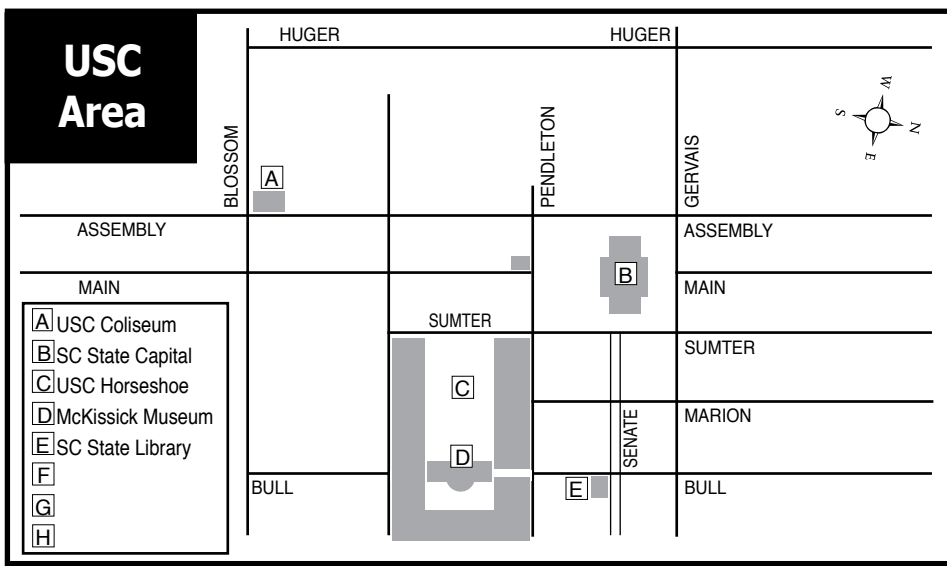 USC
Area
HUGER
HUGER
BLOSSOM
PENDLETON
GERVAIS
W
S
N
E
A
ASSEMBLY
ASSEMBLY
B
MAIN
MAIN
SUMTER
SUMTER
A USC Coliseum
B SC State Capital
C USC Horseshoe
D McKissick Museum
E SC State Library
F
G
H
C
MARION
SENATE
D
BULL
E
BULL